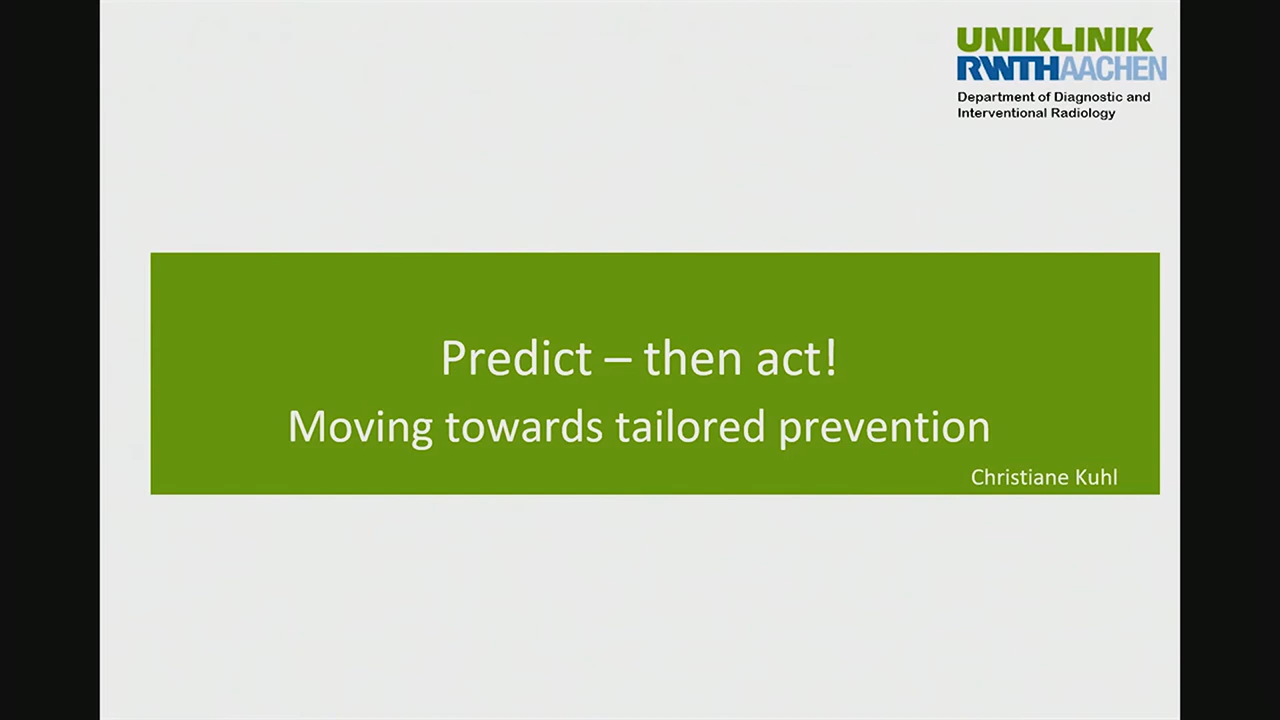 UNIKLINIK
RWTHAACHEN
Department of Diagnostic and
Interventional Radiology
Predict – then act!
Moving towards tailored prevention
Christiane Kuhl